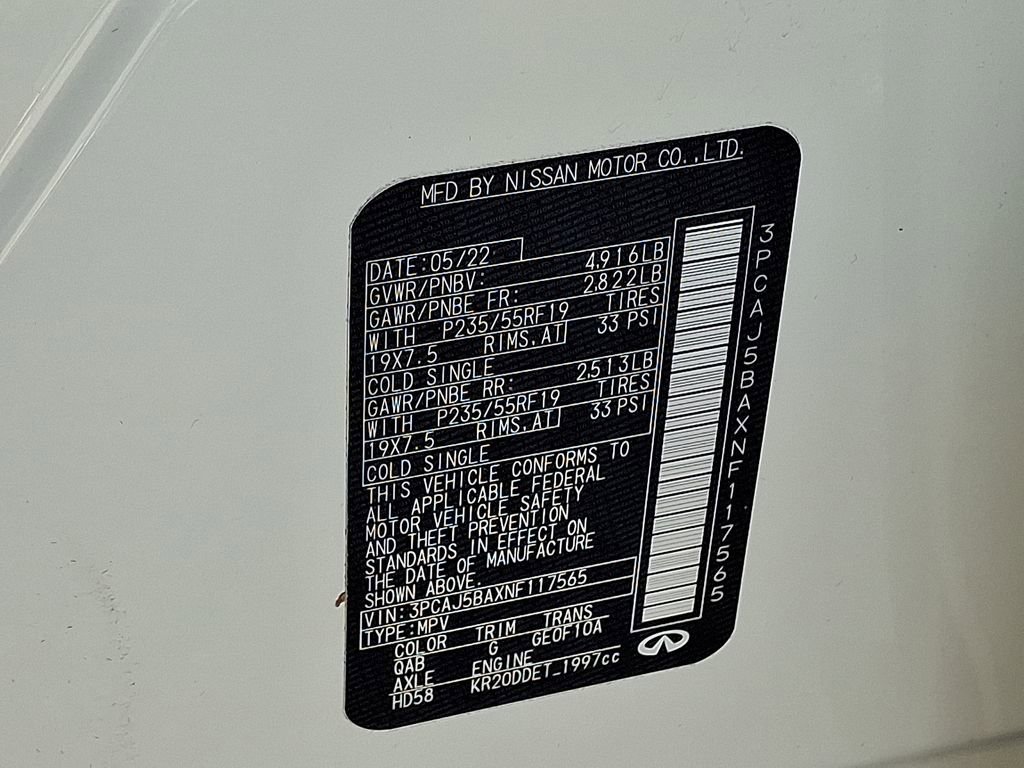 MFD BY NISSAN MOTOR CO.,LTD.
DATE:05/22
GVWR/PNBV: 4,916LB
GAWR/PNBE FR: 2,822LB
WITH P235/55RF19 TIRES
19X7.5 RIMS.AT 33 PSI
COLD SINGLE
GAWR/PNBE RR: 2,513LB
WITH P235/55RF19 TIRES
19X7.5 RIMS.AT 33 PSI
COLD SINGLE
THIS VEHICLE CONFORMS TO
ALL APPLICABLE FEDERAL
MOTOR VEHICLE SAFETY
AND THEFT PREVENTION
STANDARDS IN EFFECT ON
THE DATE OF MANUFACTURE
SHOWN ABOVE.
VIN:3PCAJ5BAXNF117565
TYPE:MPV
COLOR TRIM TRANS
QAB G GE0F10A
AXLE ENGINE
HD58 KR20DDET_1997cc
3PCAJ5BAXNF117565